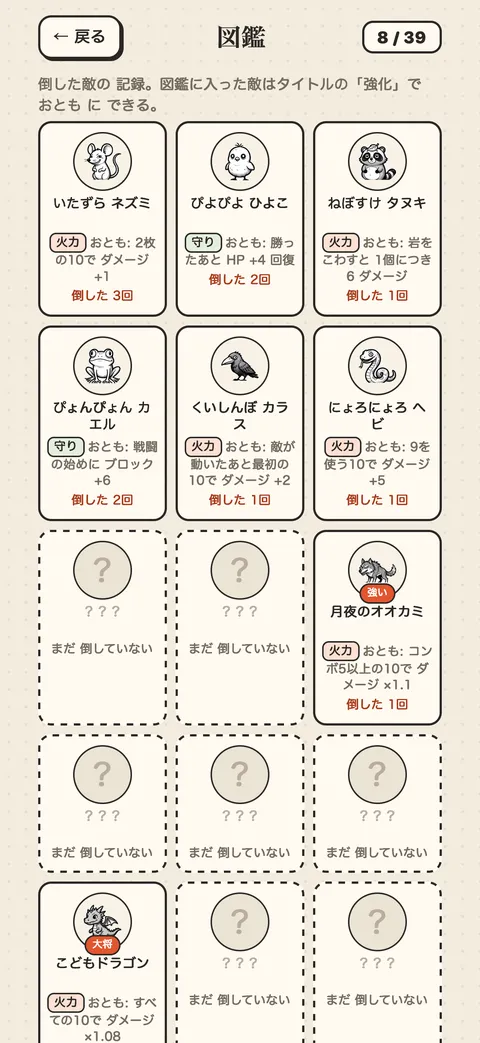 ← 戻る
図鑑
8 / 39
倒した敵の 記録。図鑑に入った敵はタイトルの「強化」で
おとも に できる。
いたずら ネズミ
火力 おとも: 2枚
の10で ダメージ
+1
倒した 3回
ぴよぴよ ひよこ
守り おとも: 勝っ
たあと HP +4 回復
倒した 2回
ねぼすけ タヌキ
火力 おとも: 岩を
こわすと 1個につき
6 ダメージ
倒した 1回
ぴょんぴょん カ
エル
守り おとも: 戦闘
の始めに ブロック
+6
倒した 2回
くいしんぼ カラ
ス
火力 おとも: 敵が
動いたあと最初の
10で ダメージ +2
倒した 1回
にょろにょろ ヘ
ビ
火力 おとも: 9を
使う10で ダメージ
+5
倒した 1回
?
? ? ?
まだ 倒していない
?
? ? ?
まだ 倒していない
強い
月夜のオオカミ
火力 おとも: コン
ボ5以上の10で ダ
メージ ×1.1
倒した 1回
?
? ? ?
まだ 倒していない
?
? ? ?
まだ 倒していない
?
? ? ?
まだ 倒していない
大将
こどもドラゴン
火力 おとも: すべ
ての10で ダメージ
×1.08
?
? ? ?
まだ 倒していない
?
? ? ?
まだ 倒していない